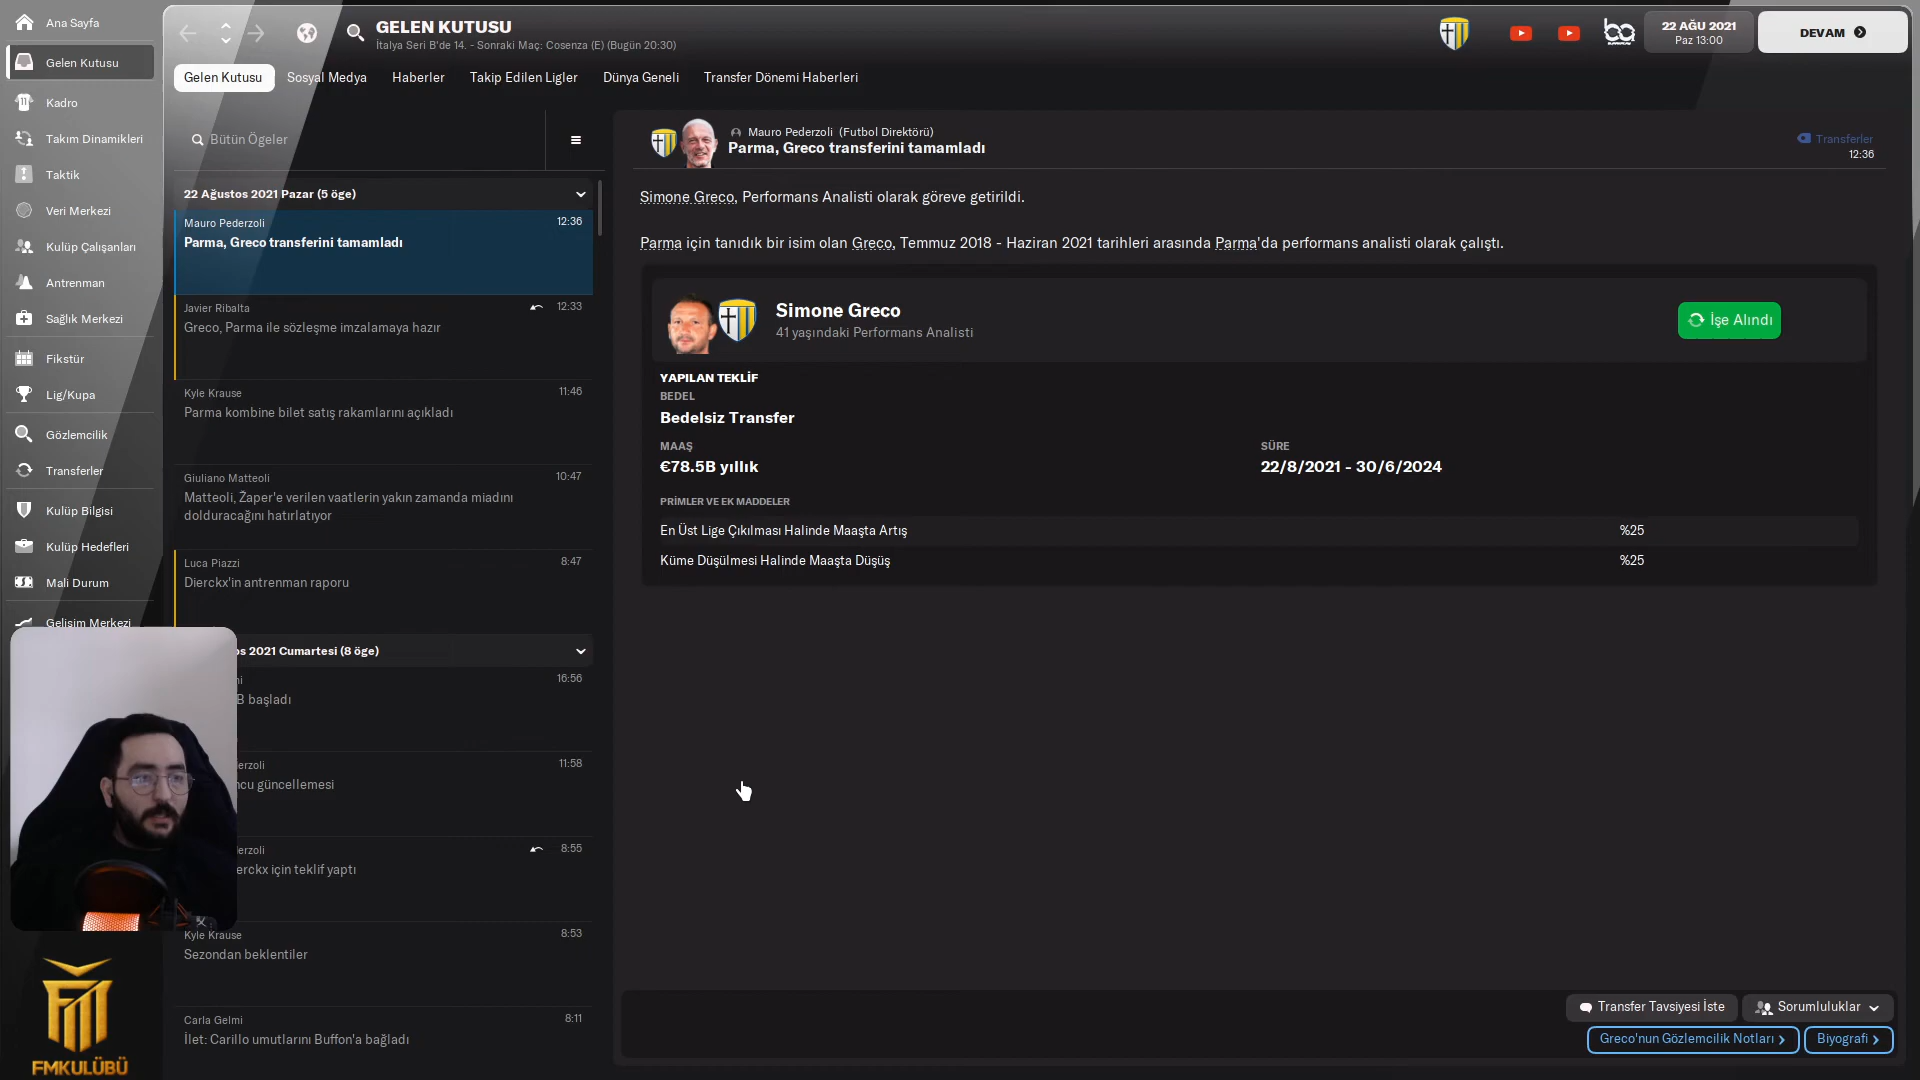 Ana Sayfa
Gelen Kutusu
Kadro
Takım Dinamikleri
Taktik
Veri Merkezi
Kulüp Çalışanları
Antrenman
Sağlık Merkezi
Fikstür
Lig/Kupa
Gözlemcilik
Transferler
Kulüp Bilgisi
Kulüp Hedefleri
Mali Durum
Gelişim Merkezi
FMKULÜBÜ
GELEN KUTUSU
İtalya Seri B'de 14. - Sonraki Maç: Cosenza (E) (Bugün 20:30)
22 AĞU 2021
Paz 13:00
DEVAM
Gelen Kutusu Sosyal Medya Haberler Takip Edilen Ligler Dünya Geneli Transfer Dönemi Haberleri
Bütün Ögeler
22 Ağustos 2021 Pazar (5 öge)
Mauro Pederzoli 12:36
Parma, Greco transferini tamamladı
Javier Ribalta 12:33
Greco, Parma ile sözleşme imzalamaya hazır
Kyle Krause 11:46
Parma kombine bilet satış rakamlarını açıkladı
Giuliano Matteoli 10:47
Matteoli, Žaper'e verilen vaatlerin yakın zamanda miadını
dolduracağını hatırlatıyor
Luca Piazzi 8:47
Dierckx'in antrenman raporu
os 2021 Cumartesi (8 öge)
ni 16:56
B başladı
erzoli 11:58
ncu güncellemesi
derzoli 8:55
erckx için teklif yaptı
Kyle Krause 8:53
Sezondan beklentiler
Carla Gelmi 8:11
İlet: Carillo umutlarını Buffon'a bağladı
Mauro Pederzoli (Futbol Direktörü)
Parma, Greco transferini tamamladı
Transferler
12:36
Simone Greco, Performans Analisti olarak göreve getirildi.
Parma için tanıdık bir isim olan Greco, Temmuz 2018 - Haziran 2021 tarihleri arasında Parma'da performans analisti olarak çalıştı.
Simone Greco
41 yaşındaki Performans Analisti
İşe Alındı
YAPILAN TEKLİF
BEDEL
Bedelsiz Transfer
MAAŞ SÜRE
€78.5B yıllık 22/8/2021 - 30/6/2024
PRİMLER VE EK MADDELER
En Üst Lige Çıkılması Halinde Maaşta Artış %25
Küme Düşülmesi Halinde Maaşta Düşüş %25
Transfer Tavsiyesi İste Sorumluluklar
Greco'nun Gözlemcilik Notları Biyografi